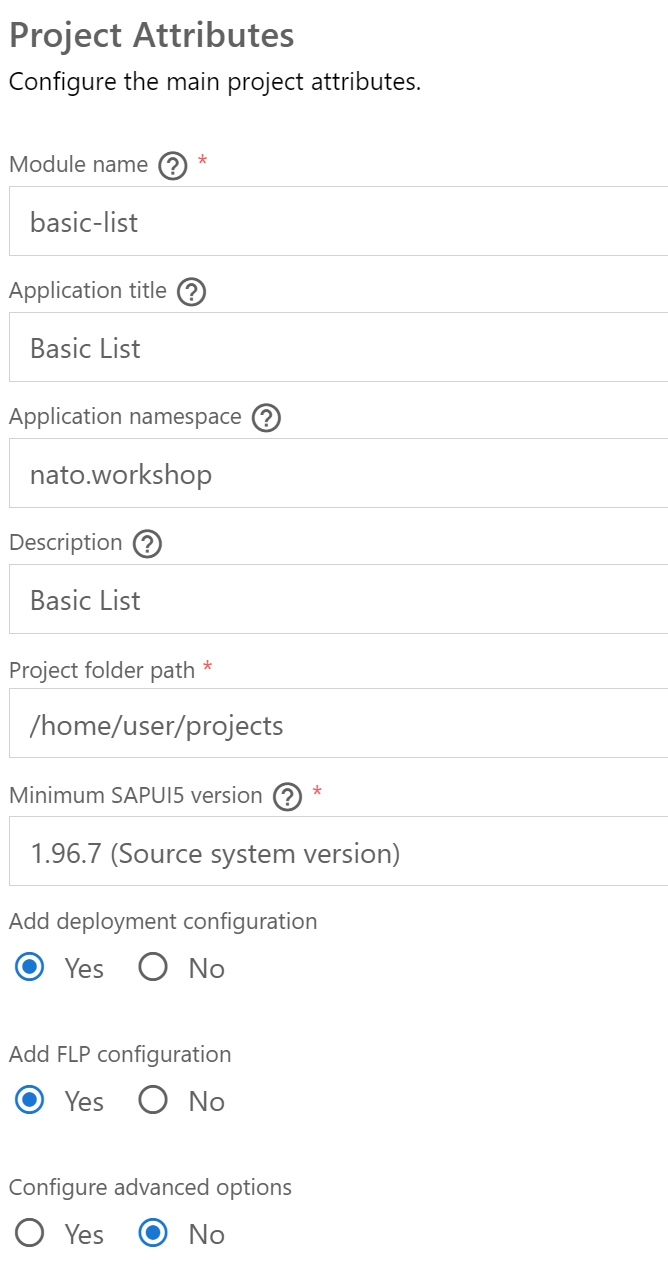 Project Attributes
Configure the main project attributes.
Module name ? *
basic-list
Application title ?
Basic List
Application namespace ?
nato.workshop
Description ?
Basic List
Project folder path *
/home/user/projects
Minimum SAPUI5 version ? *
1.96.7 (Source system version)
Add deployment configuration
Yes No
Add FLP configuration
Yes No
Configure advanced options
Yes No